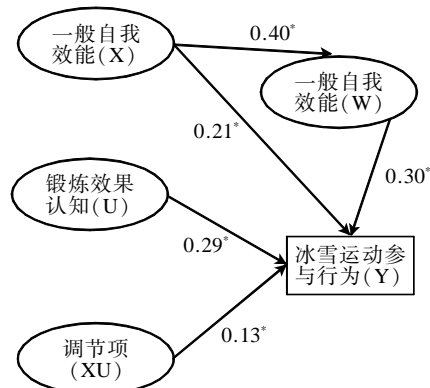 一般自我
效能(X)
0.40*
一般自我
效能(W)
0.21*
0.30*
锻炼效果
认知(U)
0.29*
冰雪运动参
与行为(Y)
0.13*
调节项
(XU)